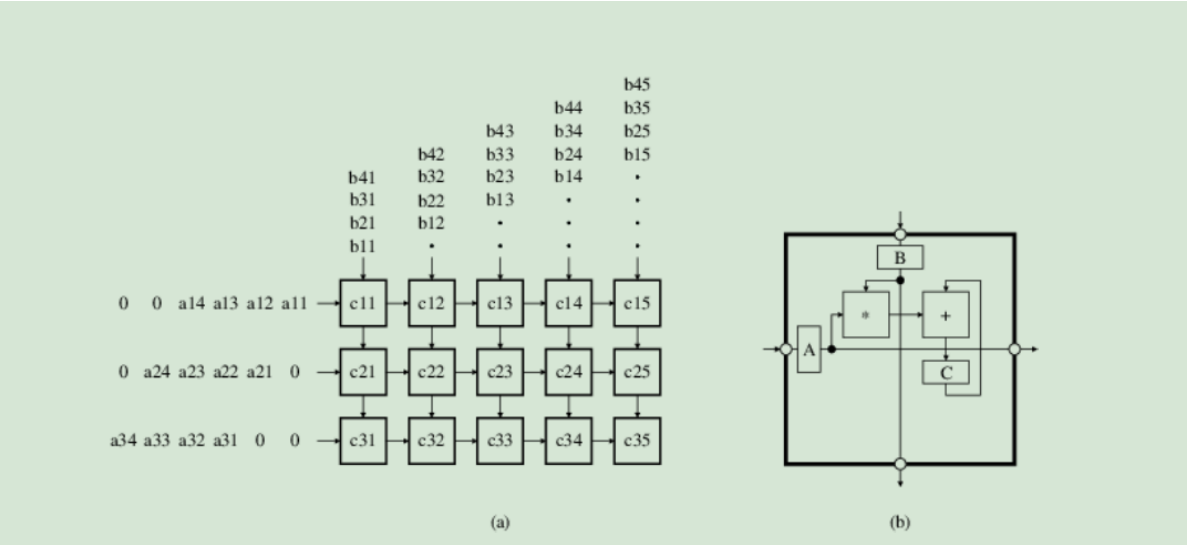 b45
b44 b35
b43 b34 b25
b42 b33 b24 b15
b41 b32 b23 b14 .
b31 b22 b13 . .
b21 b12 . . .
b11 . . . .
0 0 a14 a13 a12 a11 c11 c12 c13 c14 c15
0 a24 a23 a22 a21 0 c21 c22 c23 c24 c25
a34 a33 a32 a31 0 0 c31 c32 c33 c34 c35
(a)
B
* +
A
C
(b)